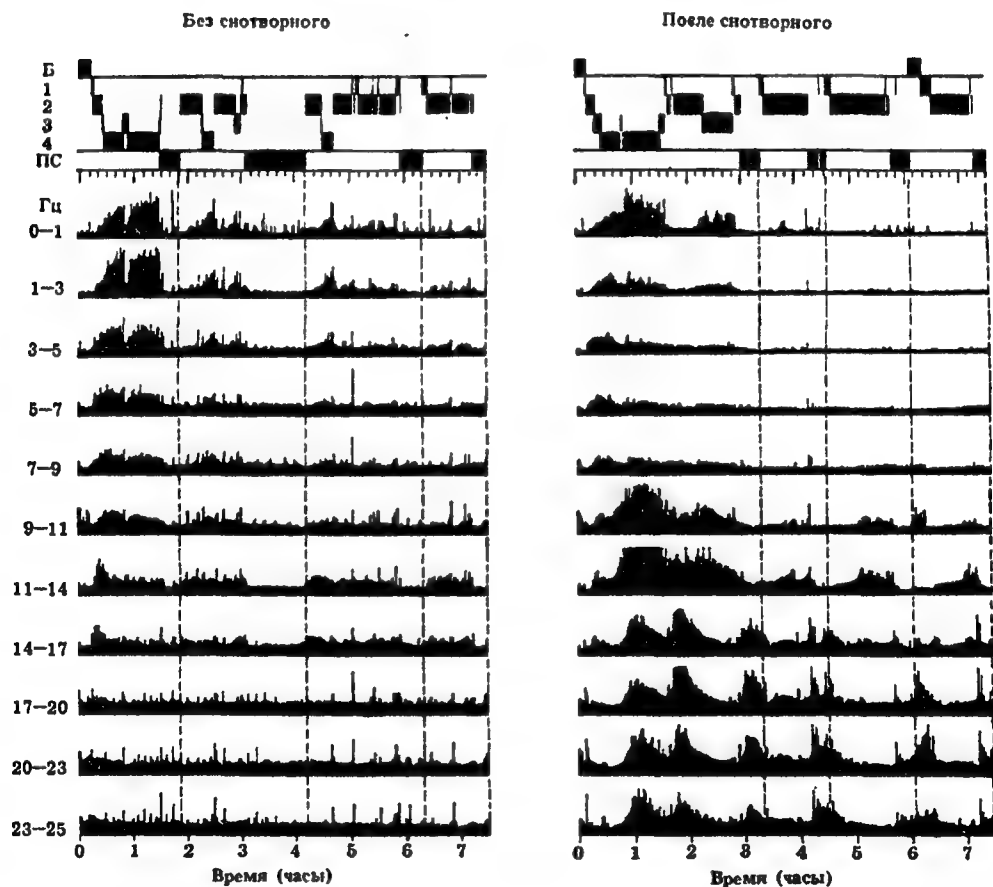 Без снотворного
После снотворного
Б
1
2
3
4
ПС
Гц
0—1
1—3
3—5
5—7
7—9
9—11
11—14
14—17
17—20
20—23
23—25
0 1 2 3 4 5 6 7
Время (часы)
0 1 2 3 4 5 6 7
Время (часы)